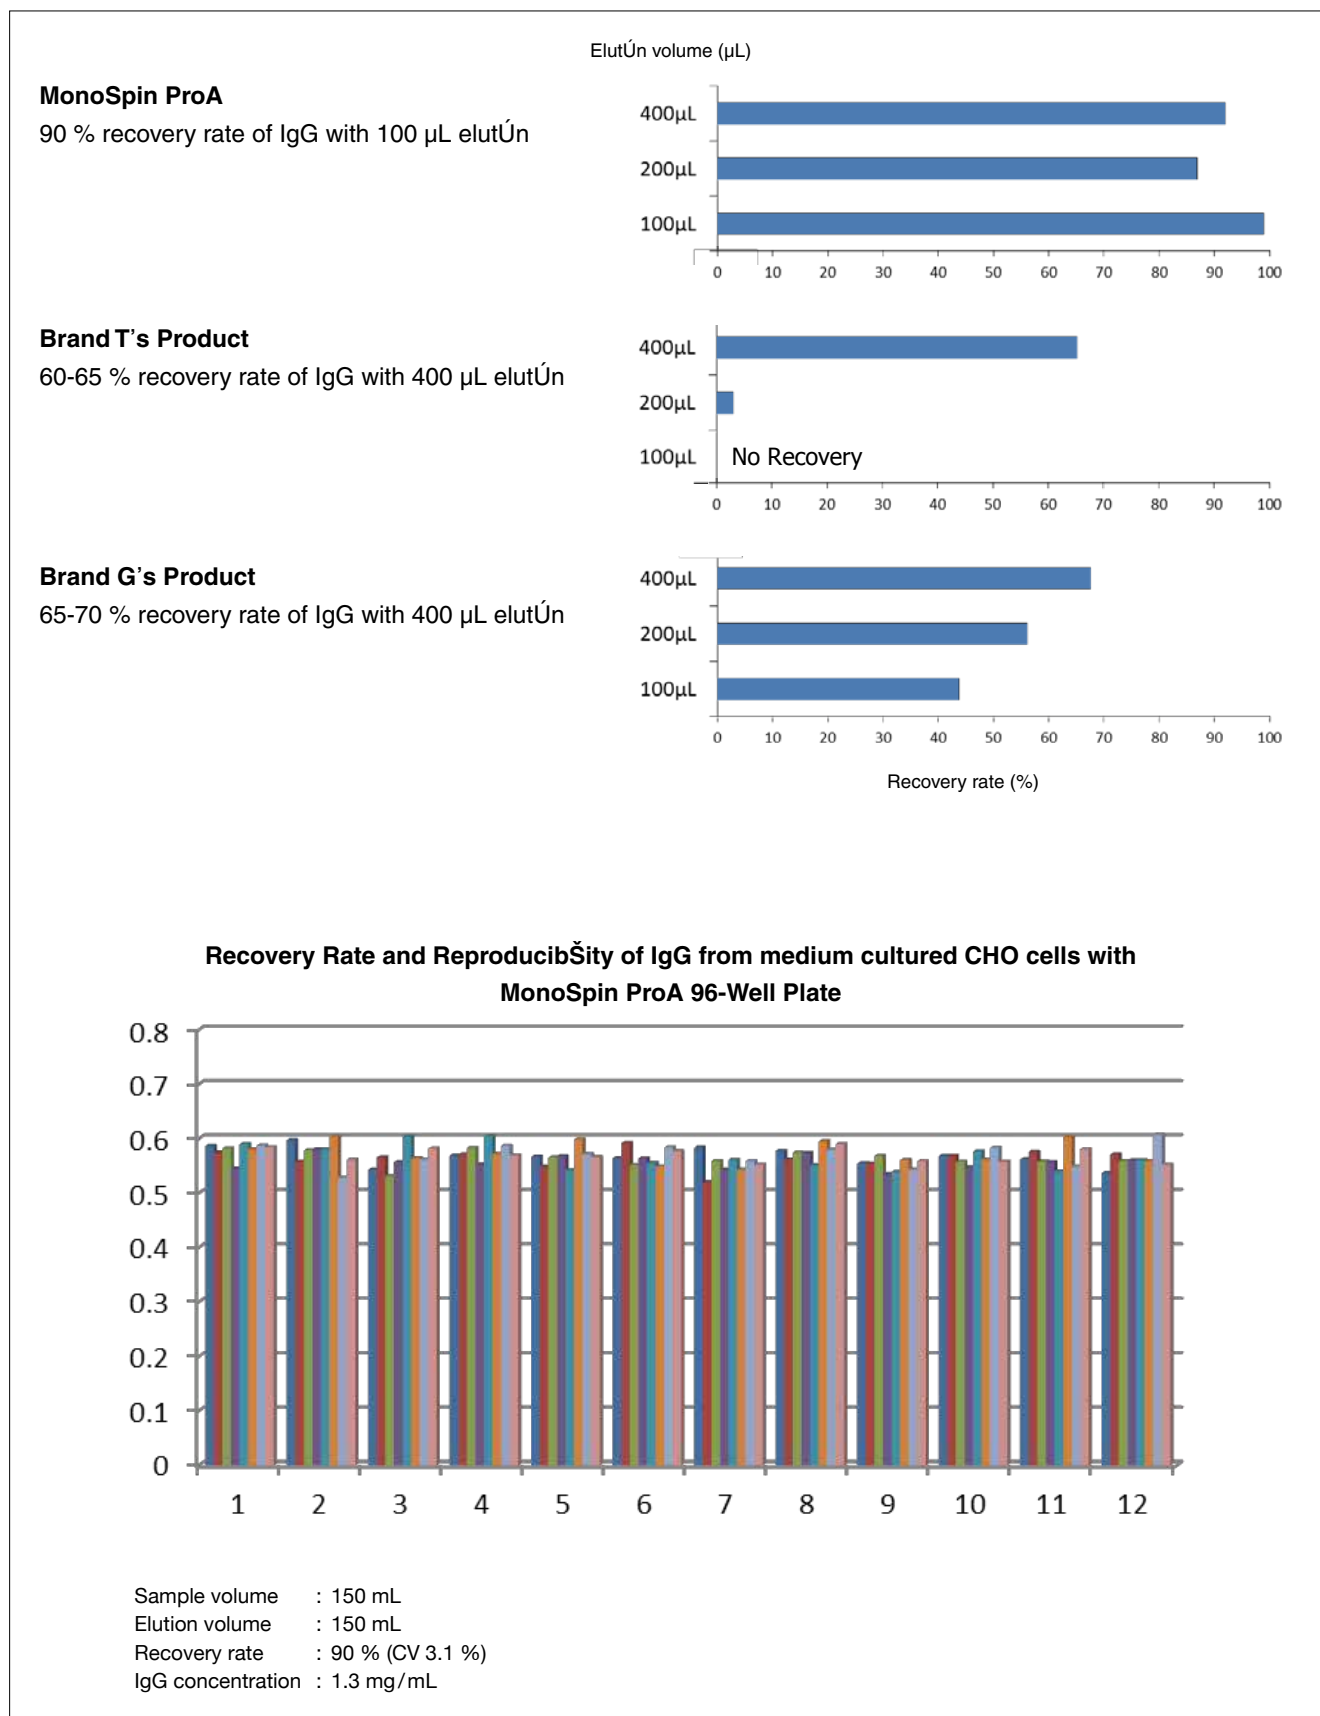 ElutÚn volume (µL)
MonoSpin ProA
90 % recovery rate of IgG with 100 µL elutÚn
400µL
200µL
100µL
0 10 20 30 40 50 60 70 80 90 100
Brand T’s Product
60-65 % recovery rate of IgG with 400 µL elutÚn
400µL
200µL
100µL No Recovery
0 10 20 30 40 50 60 70 80 90 100
Brand G’s Product
65-70 % recovery rate of IgG with 400 µL elutÚn
400µL
200µL
100µL
0 10 20 30 40 50 60 70 80 90 100
Recovery rate (%)
Recovery Rate and ReproducibŠity of IgG from medium cultured CHO cells with
MonoSpin ProA 96-Well Plate
0.8
0.7
0.6
0.5
0.4
0.3
0.2
0.1
0
1 2 3 4 5 6 7 8 9 10 11 12
Sample volume : 150 mL
Elution volume : 150 mL
Recovery rate : 90 % (CV 3.1 %)
IgG concentration : 1.3 mg/mL